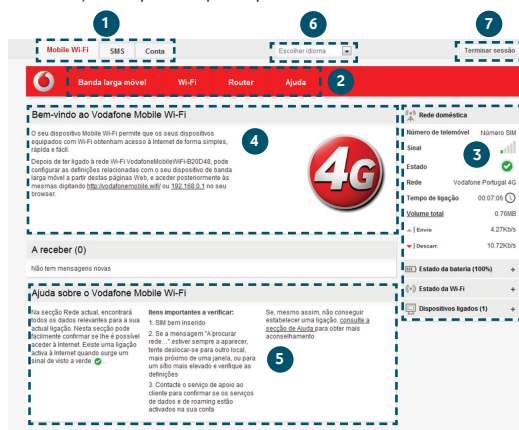 1
6
7
Mobile Wi-Fi SMS Conta
Escolher idioma
Terminar sessão
Banda larga móvel Wi-Fi Router Ajuda
2
Bem-vindo ao Vodafone Mobile Wi-Fi
O seu dispositivo Mobile Wi-Fi permite que os seus dispositivos
equipados com Wi-Fi obtenham acesso à Internet de forma simples,
rápida e fácil.
Depois de ter ligado à rede Wi-Fi VodafoneMobileWiFi-B20D48, pode
configurar as definições relacionadas com o seu dispositivo de banda
larga móvel a partir destas páginas Web, e aceder posteriormente às
mesmas digitando http://vodafonemobile.wifi/ ou 192.168.0.1 no seu
browser.
4
4G
Rede doméstica
Número de telemóvel Número SIM
Sinal
3
Estado
Rede Vodafone Portugal 4G
Tempo de ligação 00:07:06
Volume total 0.76MB
Envio 4.27Kb/s
Descarr. 10.72Kb/s
Estado da bateria (100%) +
Estado da Wi-Fi +
Dispositivos ligados (1) +
A receber (0)
Não tem mensagens novas
Ajuda sobre o Vodafone Mobile Wi-Fi
Na secção Rede actual, encontrará
todos os dados relevantes para a sua
actual ligação. Nesta secção pode
facilmente confirmar se lhe é possível
aceder à Internet. Existe uma ligação
activa à Internet quando surge um
sinal de visto a verde
Itens importantes a verificar:
1. SIM bem inserido
2. Se a mensagem "A procurar
rede..." estiver sempre a aparecer,
tente deslocar-se para outro local,
mais próximo de uma janela, ou para
um sítio mais elevado e verifique as
definições
3. Contacte o serviço de apoio ao
cliente para confirmar se os serviços
de dados e de roaming estão
activados na sua conta
Se, mesmo assim, não conseguir
estabelecer uma ligação, consulte a
secção de Ajuda para obter mais
aconselhamento
5